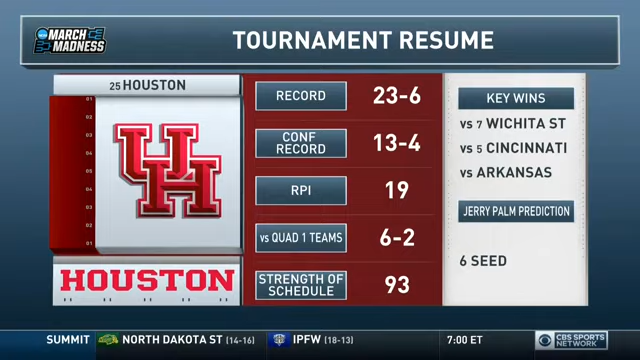 MARCH
MADNESS
TOURNAMENT RESUME
25 HOUSTON
UH
HOUSTON
RECORD 23-6
CONF RECORD 13-4
RPI 19
vs QUAD 1 TEAMS 6-2
STRENGTH OF SCHEDULE 93
KEY WINS
vs 7 WICHITA ST
vs 5 CINCINNATI
vs ARKANSAS
JERRY PALM PREDICTION
6 SEED
SUMMIT NORTH DAKOTA ST (14-16) IPFW (18-13) 7:00 ET CBS SPORTS NETWORK